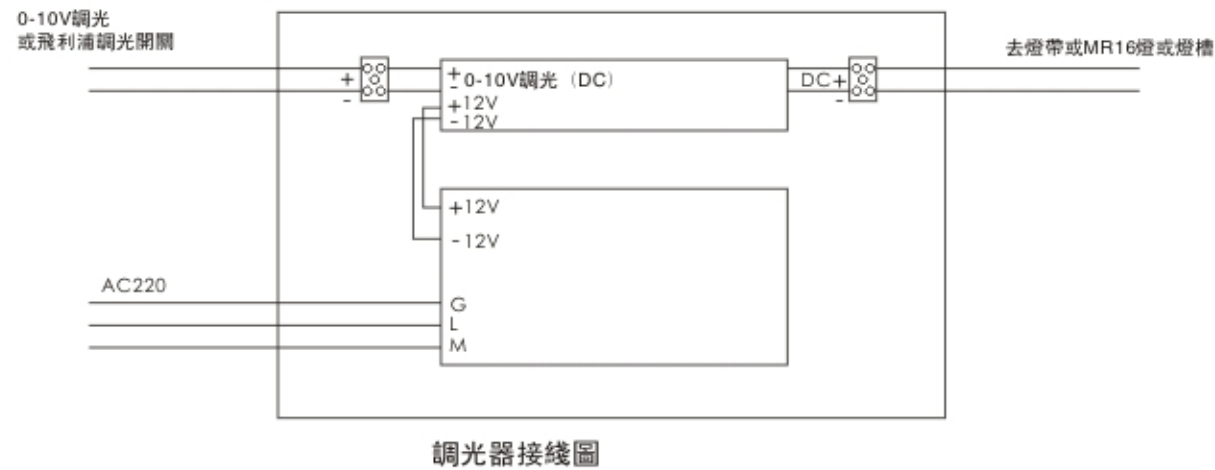 0-10V調光
或飛利浦調光開關
去燈帶或MR16燈或燈槽
+
-
+ 0-10V調光（DC）
-
+12V
-12V
DC+
-
+12V
-12V
AC220
G
L
M
調光器接綫圖